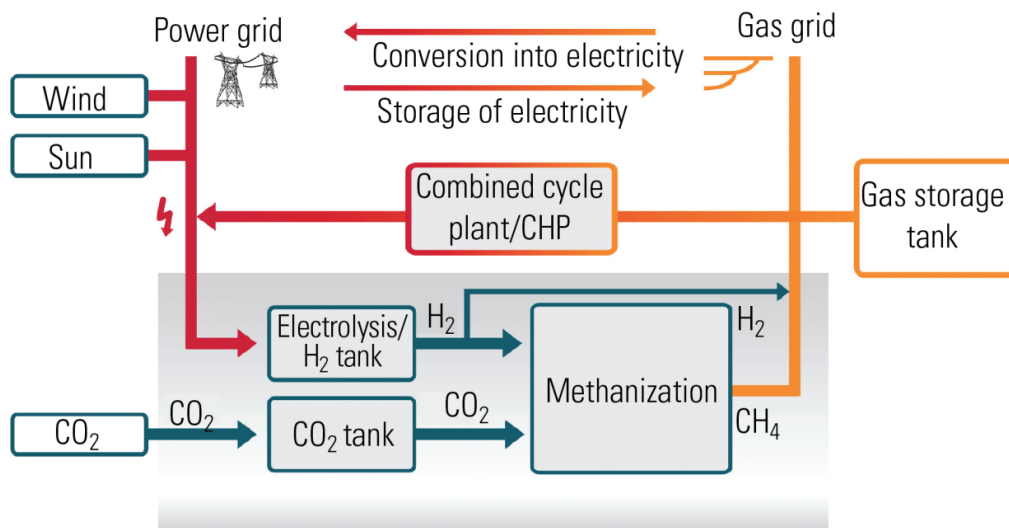 Power grid
Gas grid
Conversion into electricity
Storage of electricity
Wind
Sun
Combined cycle
plant/CHP
Gas storage
tank
Electrolysis/
H₂ tank
H₂
H₂
Methanization
CO₂
CO₂
CO₂ tank
CO₂
CH₄